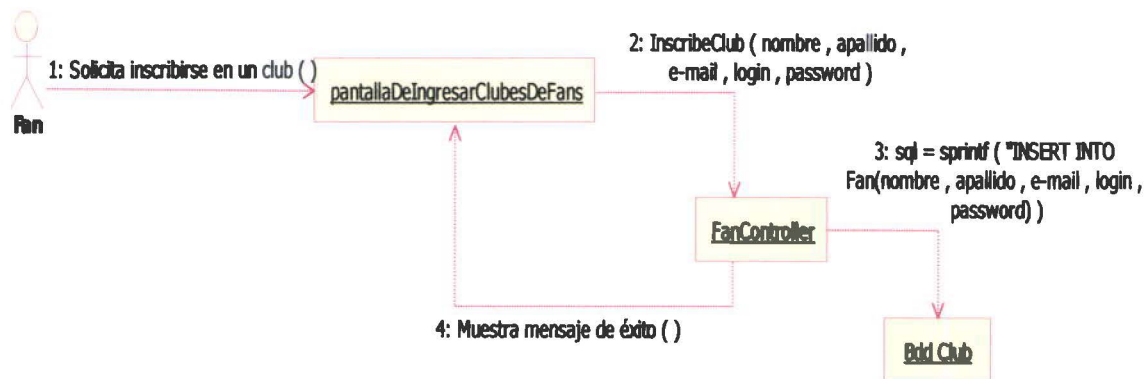 1: Solicita inscribirse en un club ( )
Fan
pantallaDeIngresarClubesDeFans
2: InscribeClub ( nombre , apallido ,
e-mail , login , password )
3: sql = sprintf ( "INSERT INTO
Fan(nombre , apallido , e-mail , login ,
password) )
FanController
4: Muestra mensaje de éxito ( )
Bdd Club